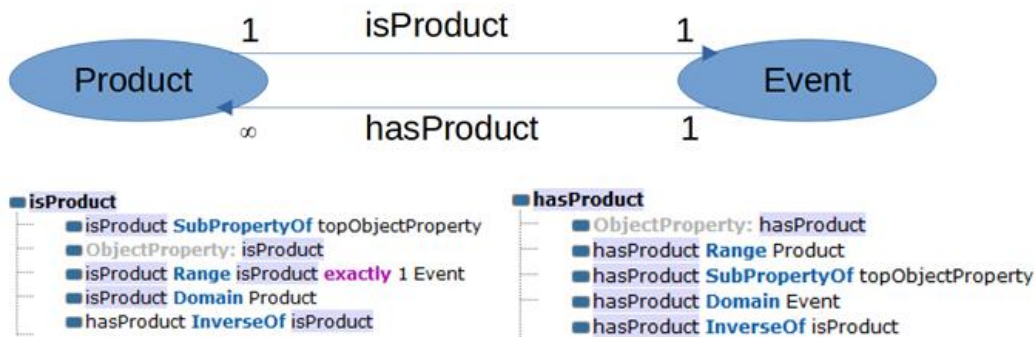 1 isProduct 1
Product Event
∞ hasProduct 1
isProduct
isProduct SubPropertyOf topObjectProperty
ObjectProperty: isProduct
isProduct Range isProduct exactly 1 Event
isProduct Domain Product
hasProduct InverseOf isProduct
hasProduct
ObjectProperty: hasProduct
hasProduct Range Product
hasProduct SubPropertyOf topObjectProperty
hasProduct Domain Event
hasProduct InverseOf isProduct